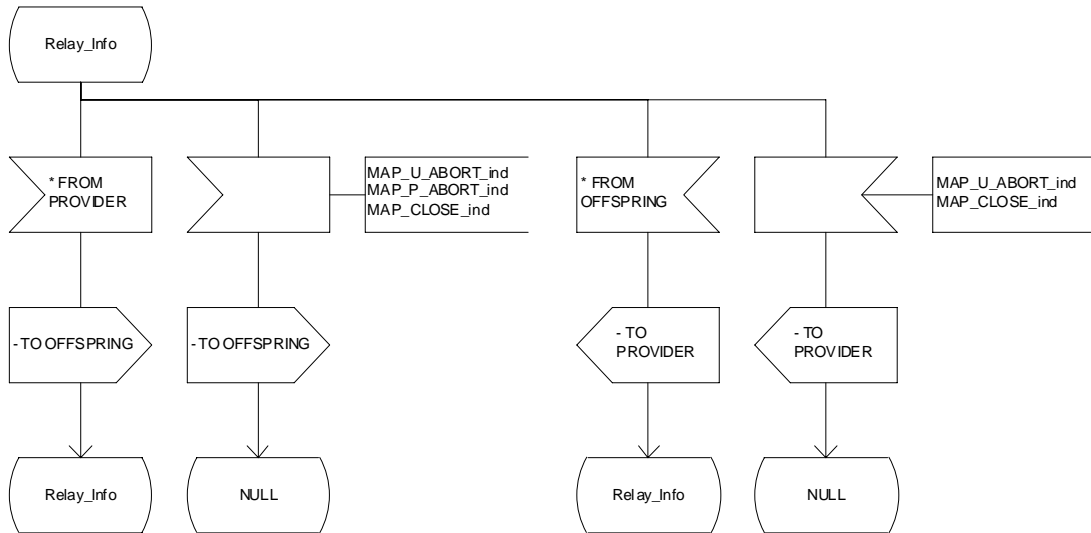 Relay_Info
* FROM
PROVIDER
MAP_U_ABORT_ind
MAP_P_ABORT_ind
MAP_CLOSE_ind
* FROM
OFFSPRING
MAP_U_ABORT_ind
MAP_CLOSE_ind
- TO OFFSPRING
- TO OFFSPRING
- TO
PROVIDER
- TO
PROVIDER
Relay_Info
NULL
Relay_Info
NULL